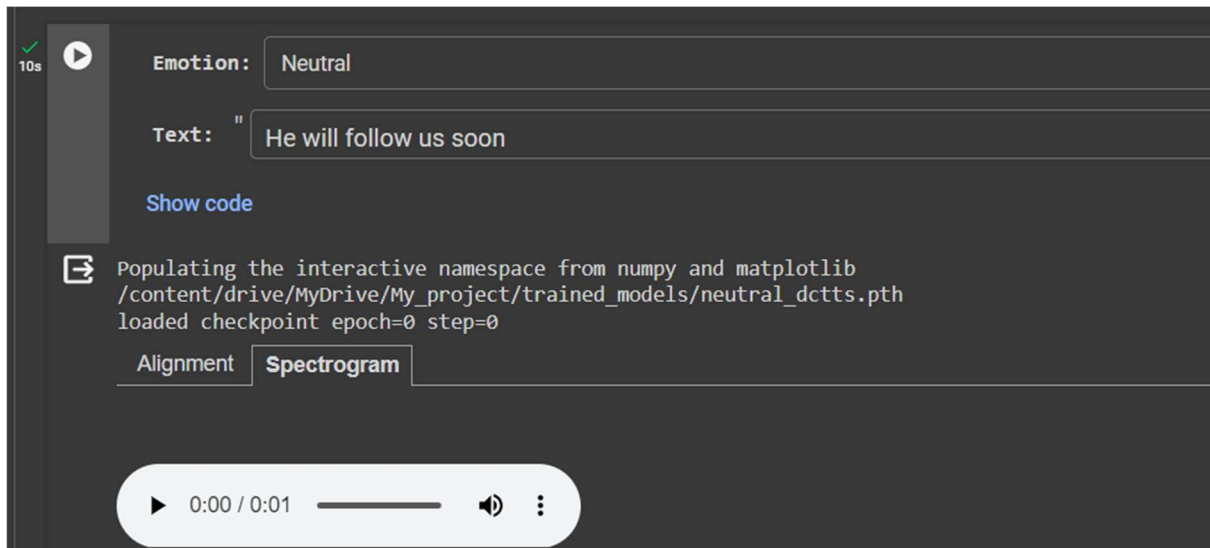 10s
Emotion: Neutral
Text: " He will follow us soon
Show code
Populating the interactive namespace from numpy and matplotlib
/content/drive/MyDrive/My_project/trained_models/neutral_dctts.pth
loaded checkpoint epoch=0 step=0
Alignment Spectrogram
0:00 / 0:01